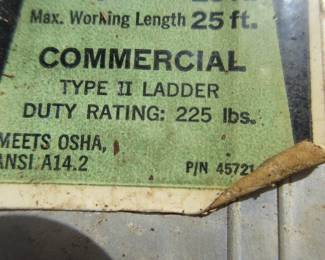 Max. Working Length 25 ft.
COMMERCIAL
TYPE II LADDER
DUTY RATING: 225 lbs.
MEETS OSHA,
ANSI A14.2
P/N 45721